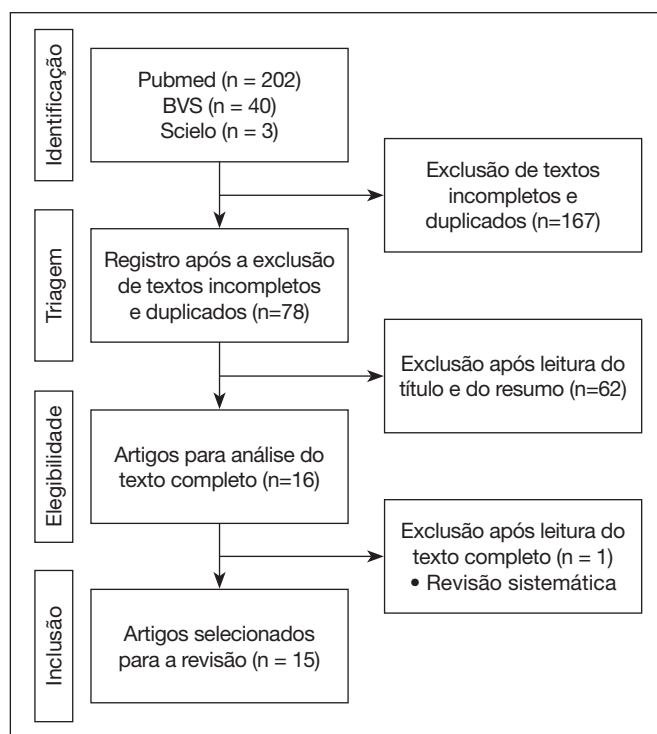 Identificação
Pubmed (n = 202)
BVS (n = 40)
Scielo (n = 3)
Exclusão de textos
incompletos e
duplicados (n=167)
Triagem
Registro após a exclusão
de textos incompletos
e duplicados (n=78)
Exclusão após leitura do
título e do resumo (n=62)
Elegibilidade
Artigos para análise do
texto completo (n=16)
Exclusão após leitura do
texto completo (n = 1)
• Revisão sistemática
Inclusão
Artigos selecionados
para a revisão (n = 15)